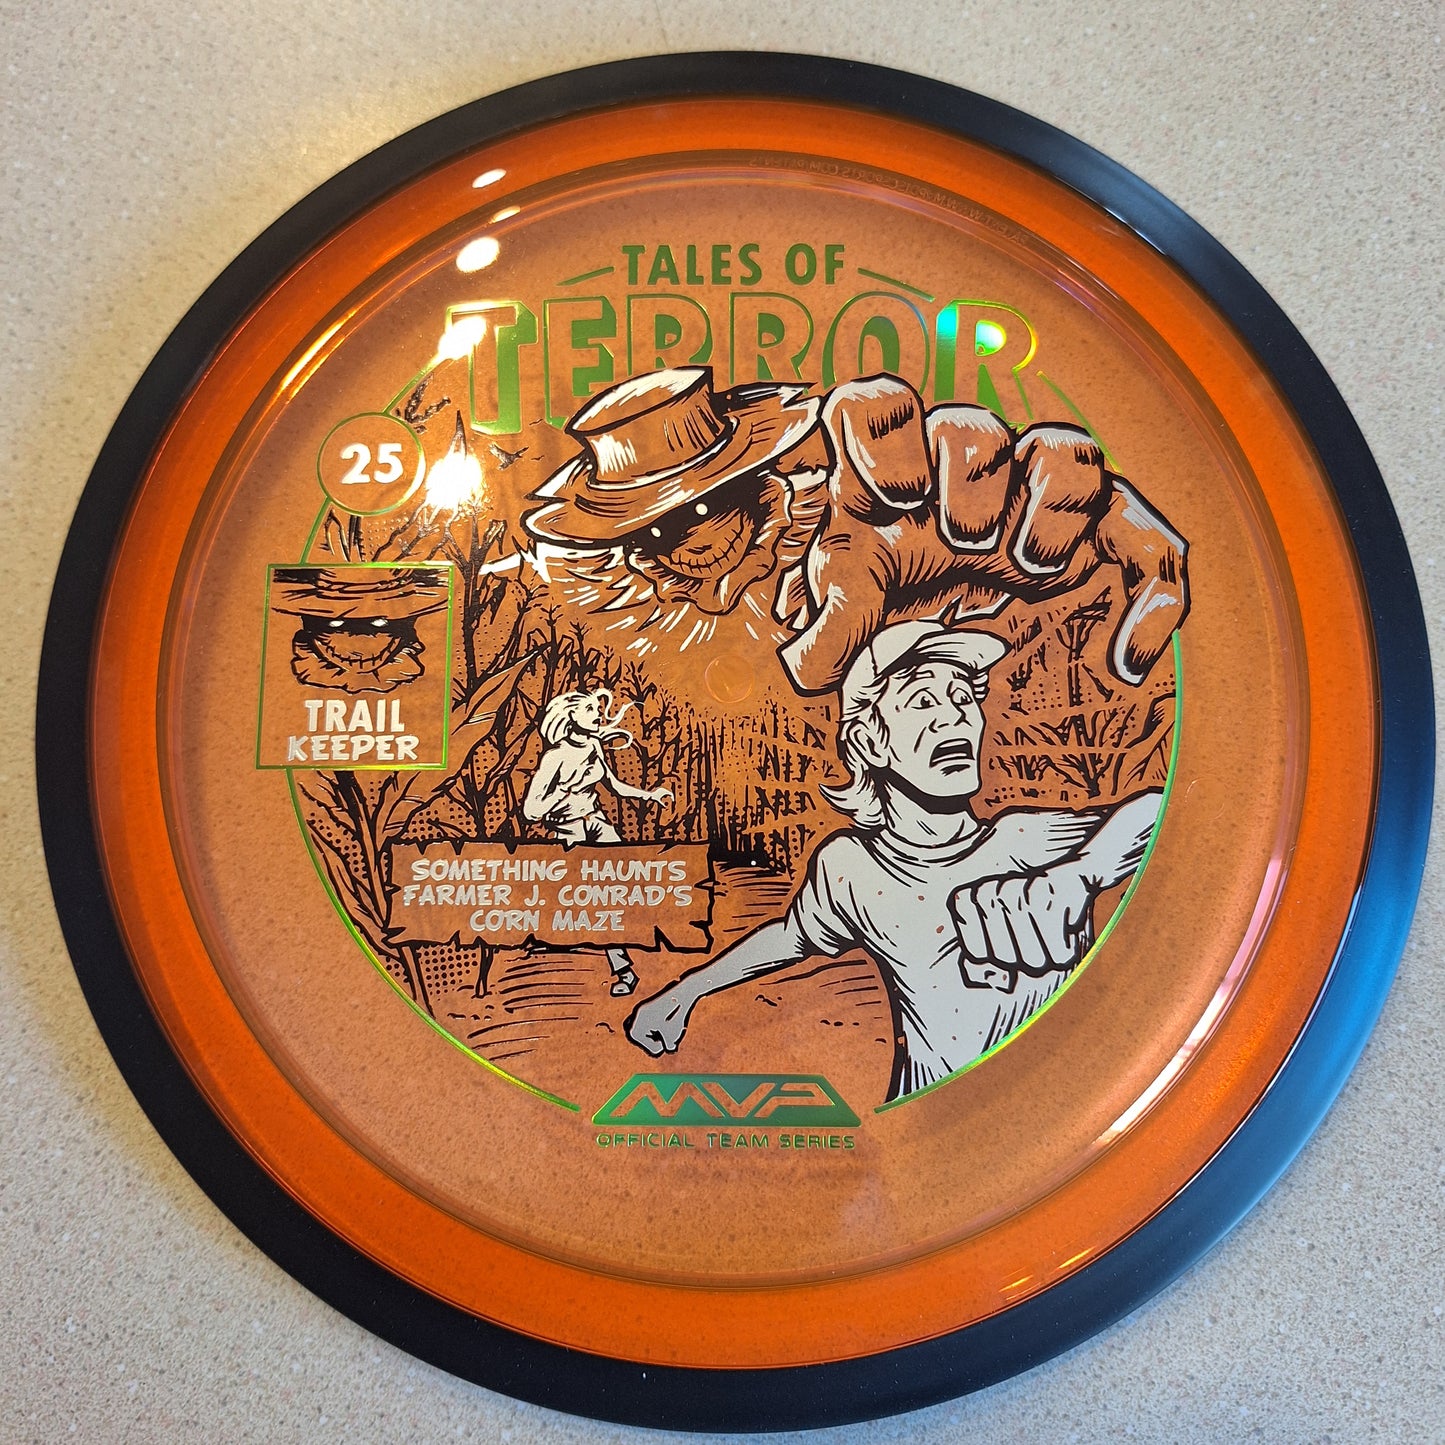 TALES OF
TERROR
25
TRAIL
KEEPER
SOMETHING HAUNTS
FARMER J. CONRAD'S
CORN MAZE
MVP
OFFICIAL TEAM SERIES